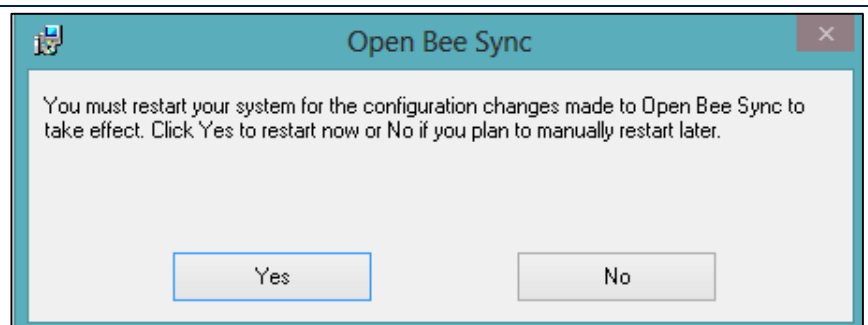 Open Bee Sync
You must restart your system for the configuration changes made to Open Bee Sync to
take effect. Click Yes to restart now or No if you plan to manually restart later.
Yes
No